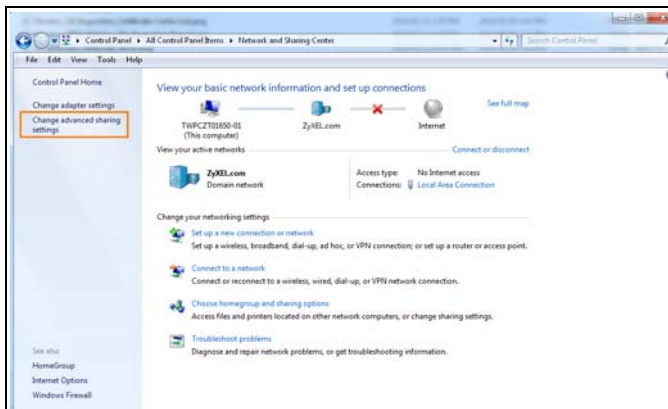 Control Panel ▸ All Control Panel Items ▸ Network and Sharing Center
Search Control Panel
File Edit View Tools Help
Control Panel Home
Change adapter settings
Change advanced sharing
settings
View your basic network information and set up connections
See full map
TWPCZT01650-01
(This computer)
ZyXEL.com
Internet
View your active networks
Connect or disconnect
ZyXEL.com
Domain network
Access type: No Internet access
Connections: Local Area Connection
Change your networking settings
Set up a new connection or network
Set up a wireless, broadband, dial-up, ad hoc, or VPN connection; or set up a router or access point.
Connect to a network
Connect or reconnect to a wireless, wired, dial-up, or VPN network connection.
Choose homegroup and sharing options
Access files and printers located on other network computers, or change sharing settings.
Troubleshoot problems
Diagnose and repair network problems, or get troubleshooting information.
See also
HomeGroup
Internet Options
Windows Firewall